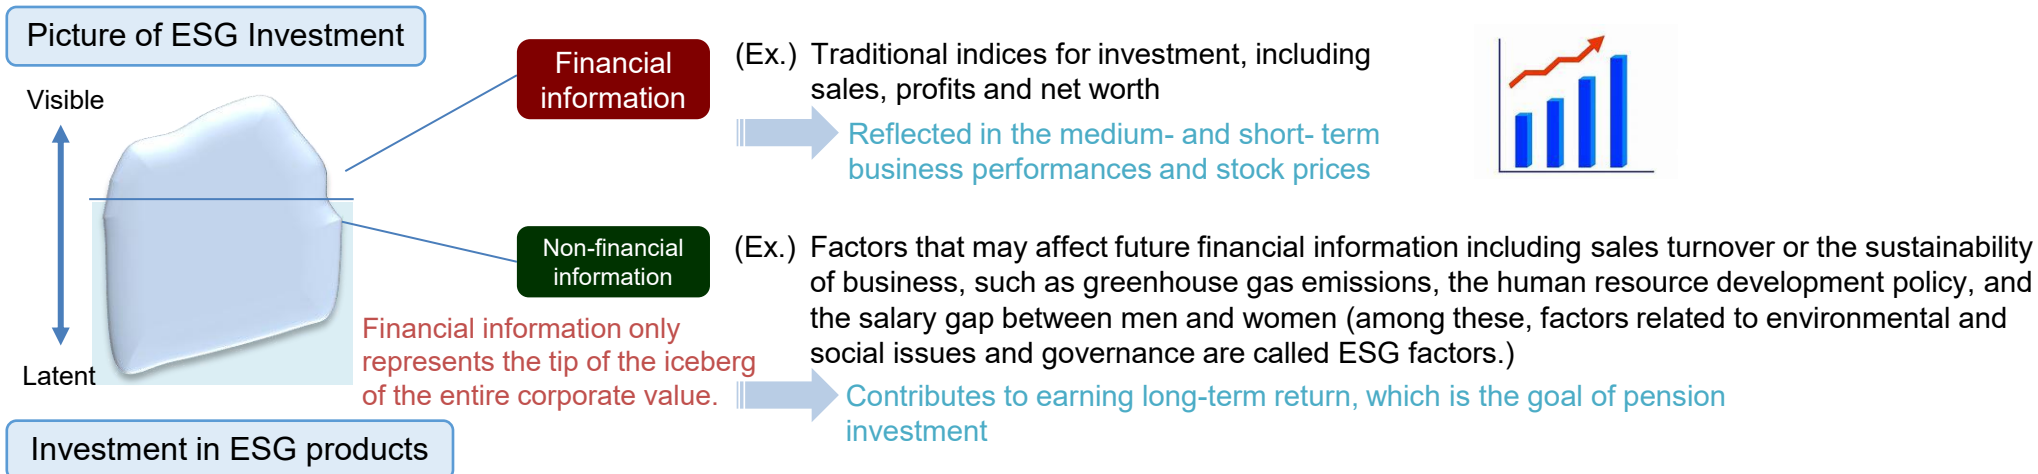 Picture of ESG Investment
Visible
Latent
Financial
information
(Ex.) Traditional indices for investment, including
sales, profits and net worth
Reflected in the medium- and short- term
business performances and stock prices
Non-financial
information
(Ex.) Factors that may affect future financial information including sales turnover or the sustainability
of business, such as greenhouse gas emissions, the human resource development policy, and
the salary gap between men and women (among these, factors related to environmental and
social issues and governance are called ESG factors.)
Financial information only
represents the tip of the iceberg
of the entire corporate value.
Contributes to earning long-term return, which is the goal of pension
investment
Investment in ESG products